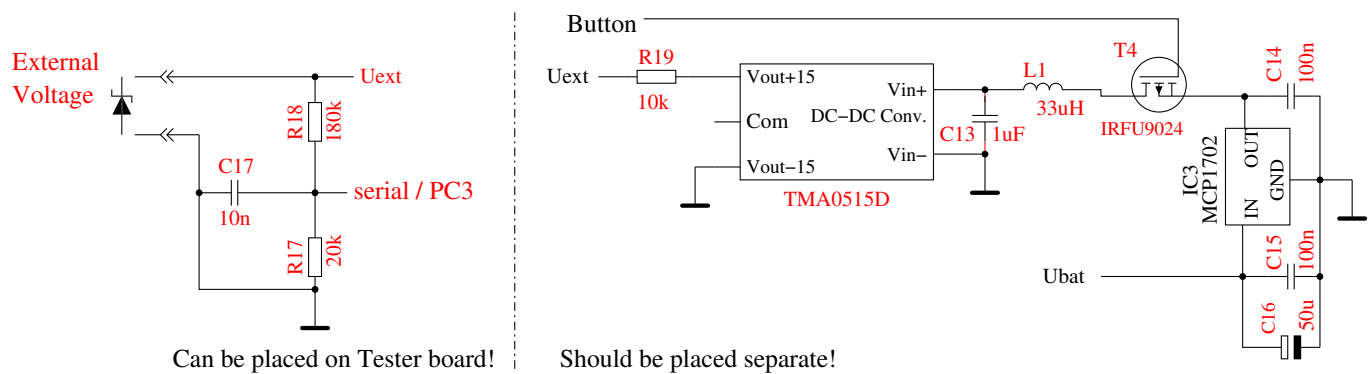 External
Voltage
Uext
R18
180k
C17
10n
serial / PC3
R17
20k
Can be placed on Tester board!
Button
Uext
R19
10k
Vout+15
Com
Vout−15
Vin+
DC−DC Conv.
Vin−
TMA0515D
C13
1uF
L1
33uH
T4
IRFU9024
C14
100n
IC3
MCP1702
OUT
GND
IN
Ubat
C15
100n
C16
50u
Should be placed separate!